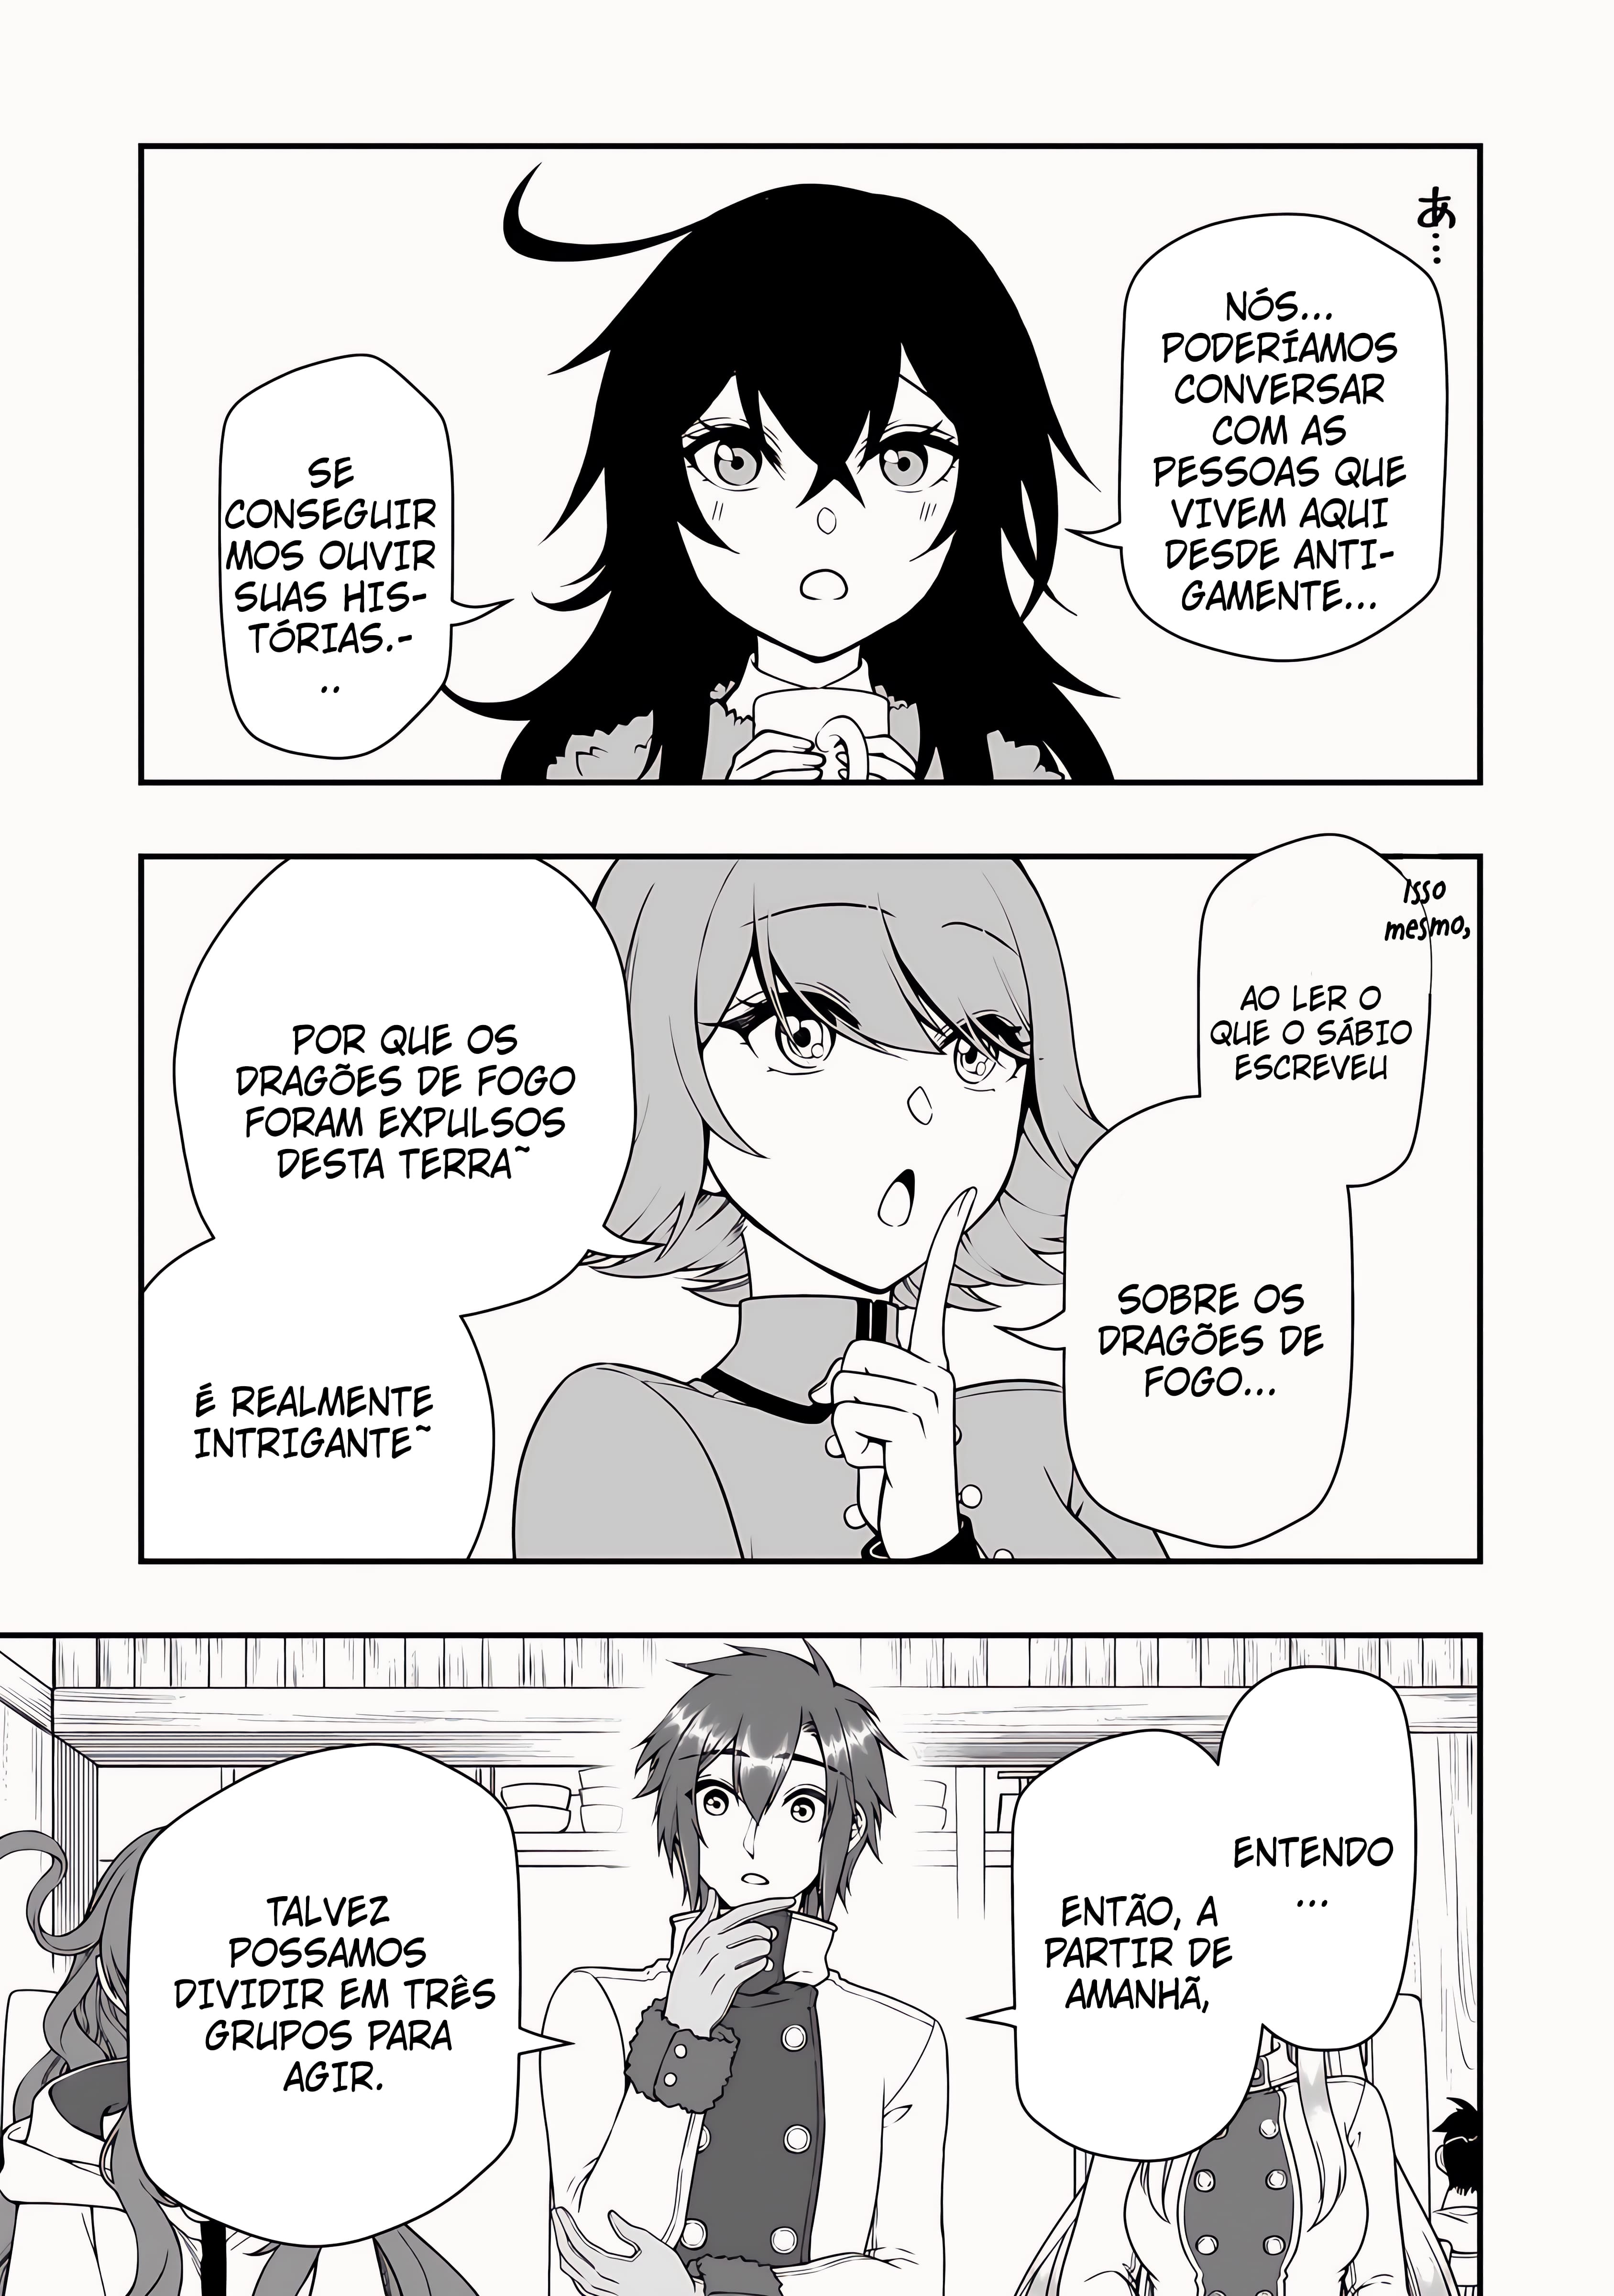 あ…
NÓS...
PODERÍAMOS
CONVERSAR
COM AS
PESSOAS QUE
VIVEM AQUI
DESDE ANTI-
GAMENTE...
SE
CONSEGUIR
MOS OUVIR
SUAS HIS-
TÓRIAS.-
..
Isso
mesmo,
AO LER O
QUE O SÁBIO
ESCREVEU
SOBRE OS
DRAGÕES DE
FOGO...
POR QUE OS
DRAGÕES DE FOGO
FORAM EXPULSOS
DESTA TERRA~
É REALMENTE
INTRIGANTE~
ENTENDO
...
ENTÃO, A
PARTIR DE
AMANHÃ,
TALVEZ
POSSAMOS
DIVIDIR EM TRÊS
GRUPOS PARA
AGIR.